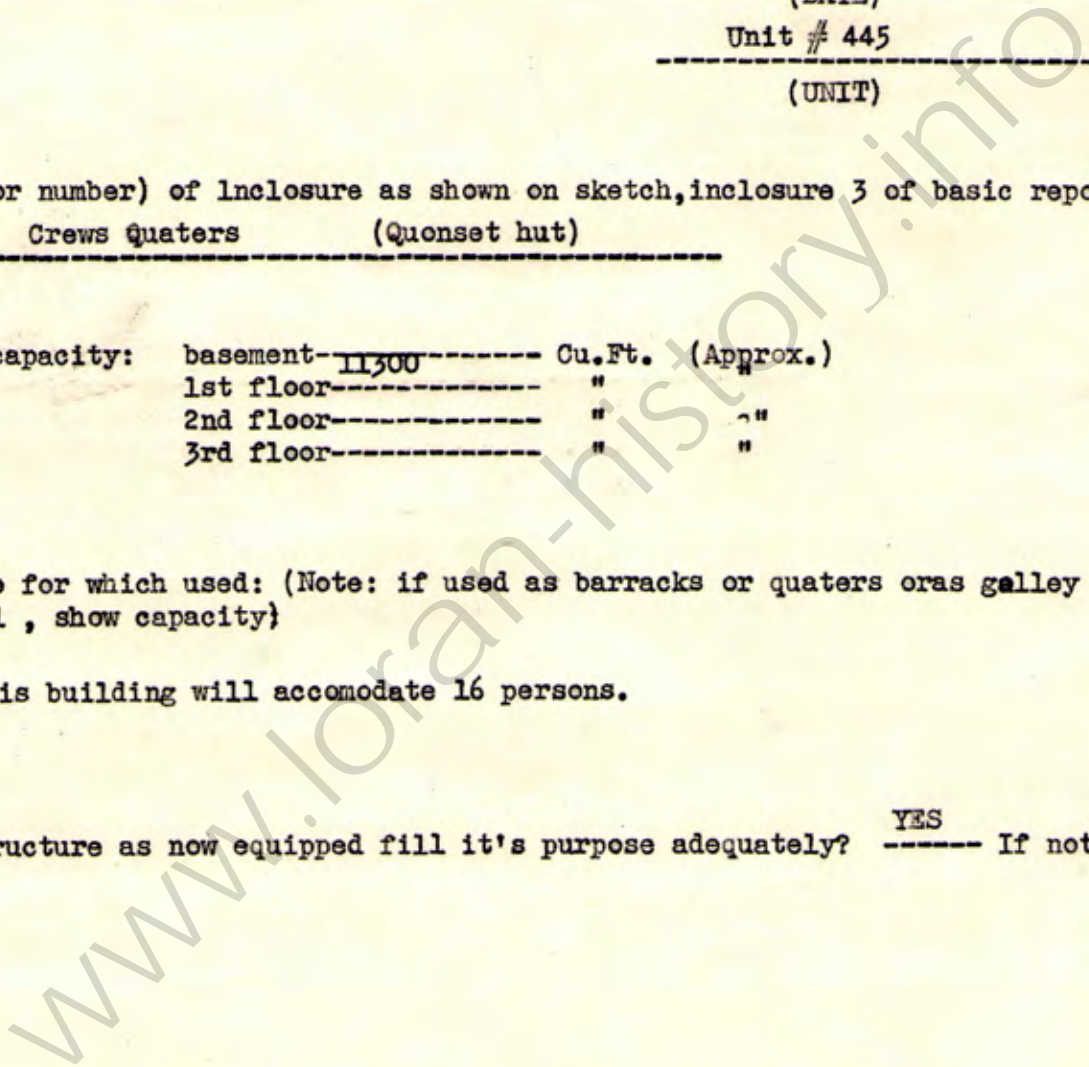 (DATE)
Unit # 445
(UNIT)
or number) of lnclosure as shown on sketch,inclosure 3 of basic repo
Crews Quaters (Quonset hut)
capacity: basement-11300--------- Cu.Ft. (Approx.)
1st floor------------- " "
2nd floor------------- " "
3rd floor------------- " "
for which used: (Note: if used as barracks or quaters oras galley
, show capacity)
is building will accomodate 16 persons.
YES
ructure as now equipped fill it's purpose adequately? ------ If not
www.loran-history.info